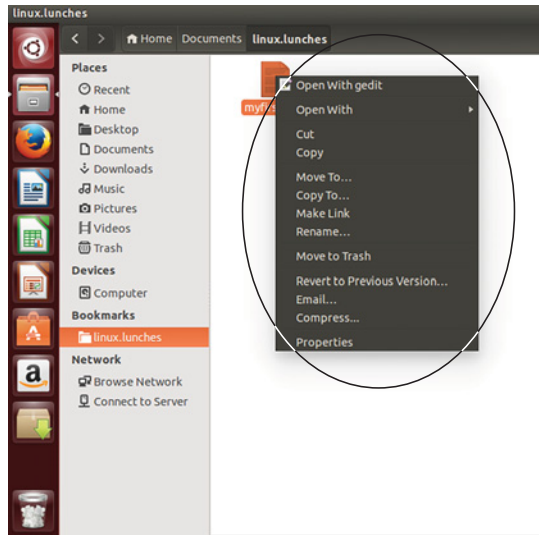 linux.lunches
Home Documents linux.lunches
Places
Recent
Home
Desktop
Documents
Downloads
Music
Pictures
Videos
Trash
Devices
Computer
Bookmarks
linux.lunches
Network
Browse Network
Connect to Server
Open With gedit
Open With
Cut
Copy
Move To...
Copy To...
Make Link
Rename...
Move to Trash
Revert to Previous Version...
Email...
Compress...
Properties
A
a